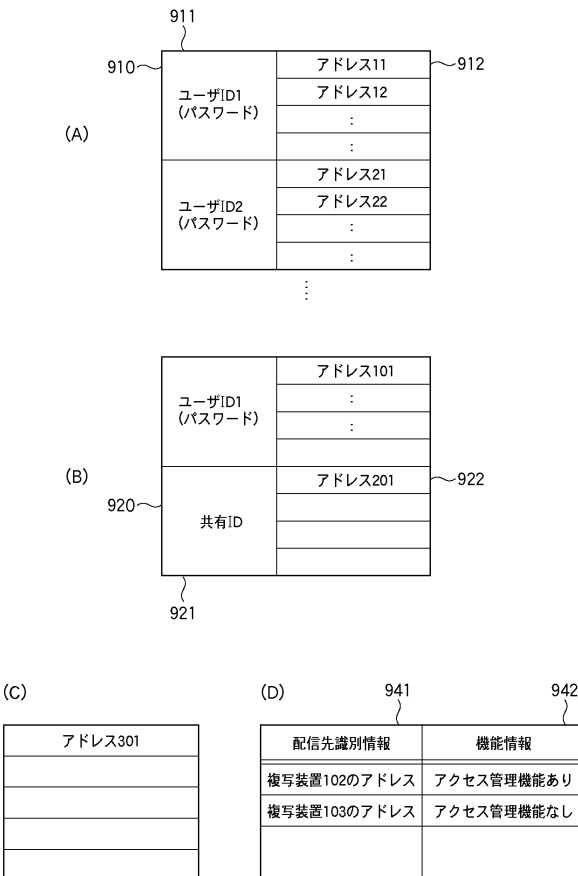 911
910
912
(A)
ユーザID1
(パスワード)
アドレス11
アドレス12
:
:
ユーザID2
(パスワード)
アドレス21
アドレス22
:
:
(B)
ユーザID1
(パスワード)
アドレス101
:
:
920
922
共有ID
アドレス201
921
(C)
アドレス301
(D)
941
942
配信先識別情報
機能情報
複写装置102のアドレス
アクセス管理機能あり
複写装置103のアドレス
アクセス管理機能なし